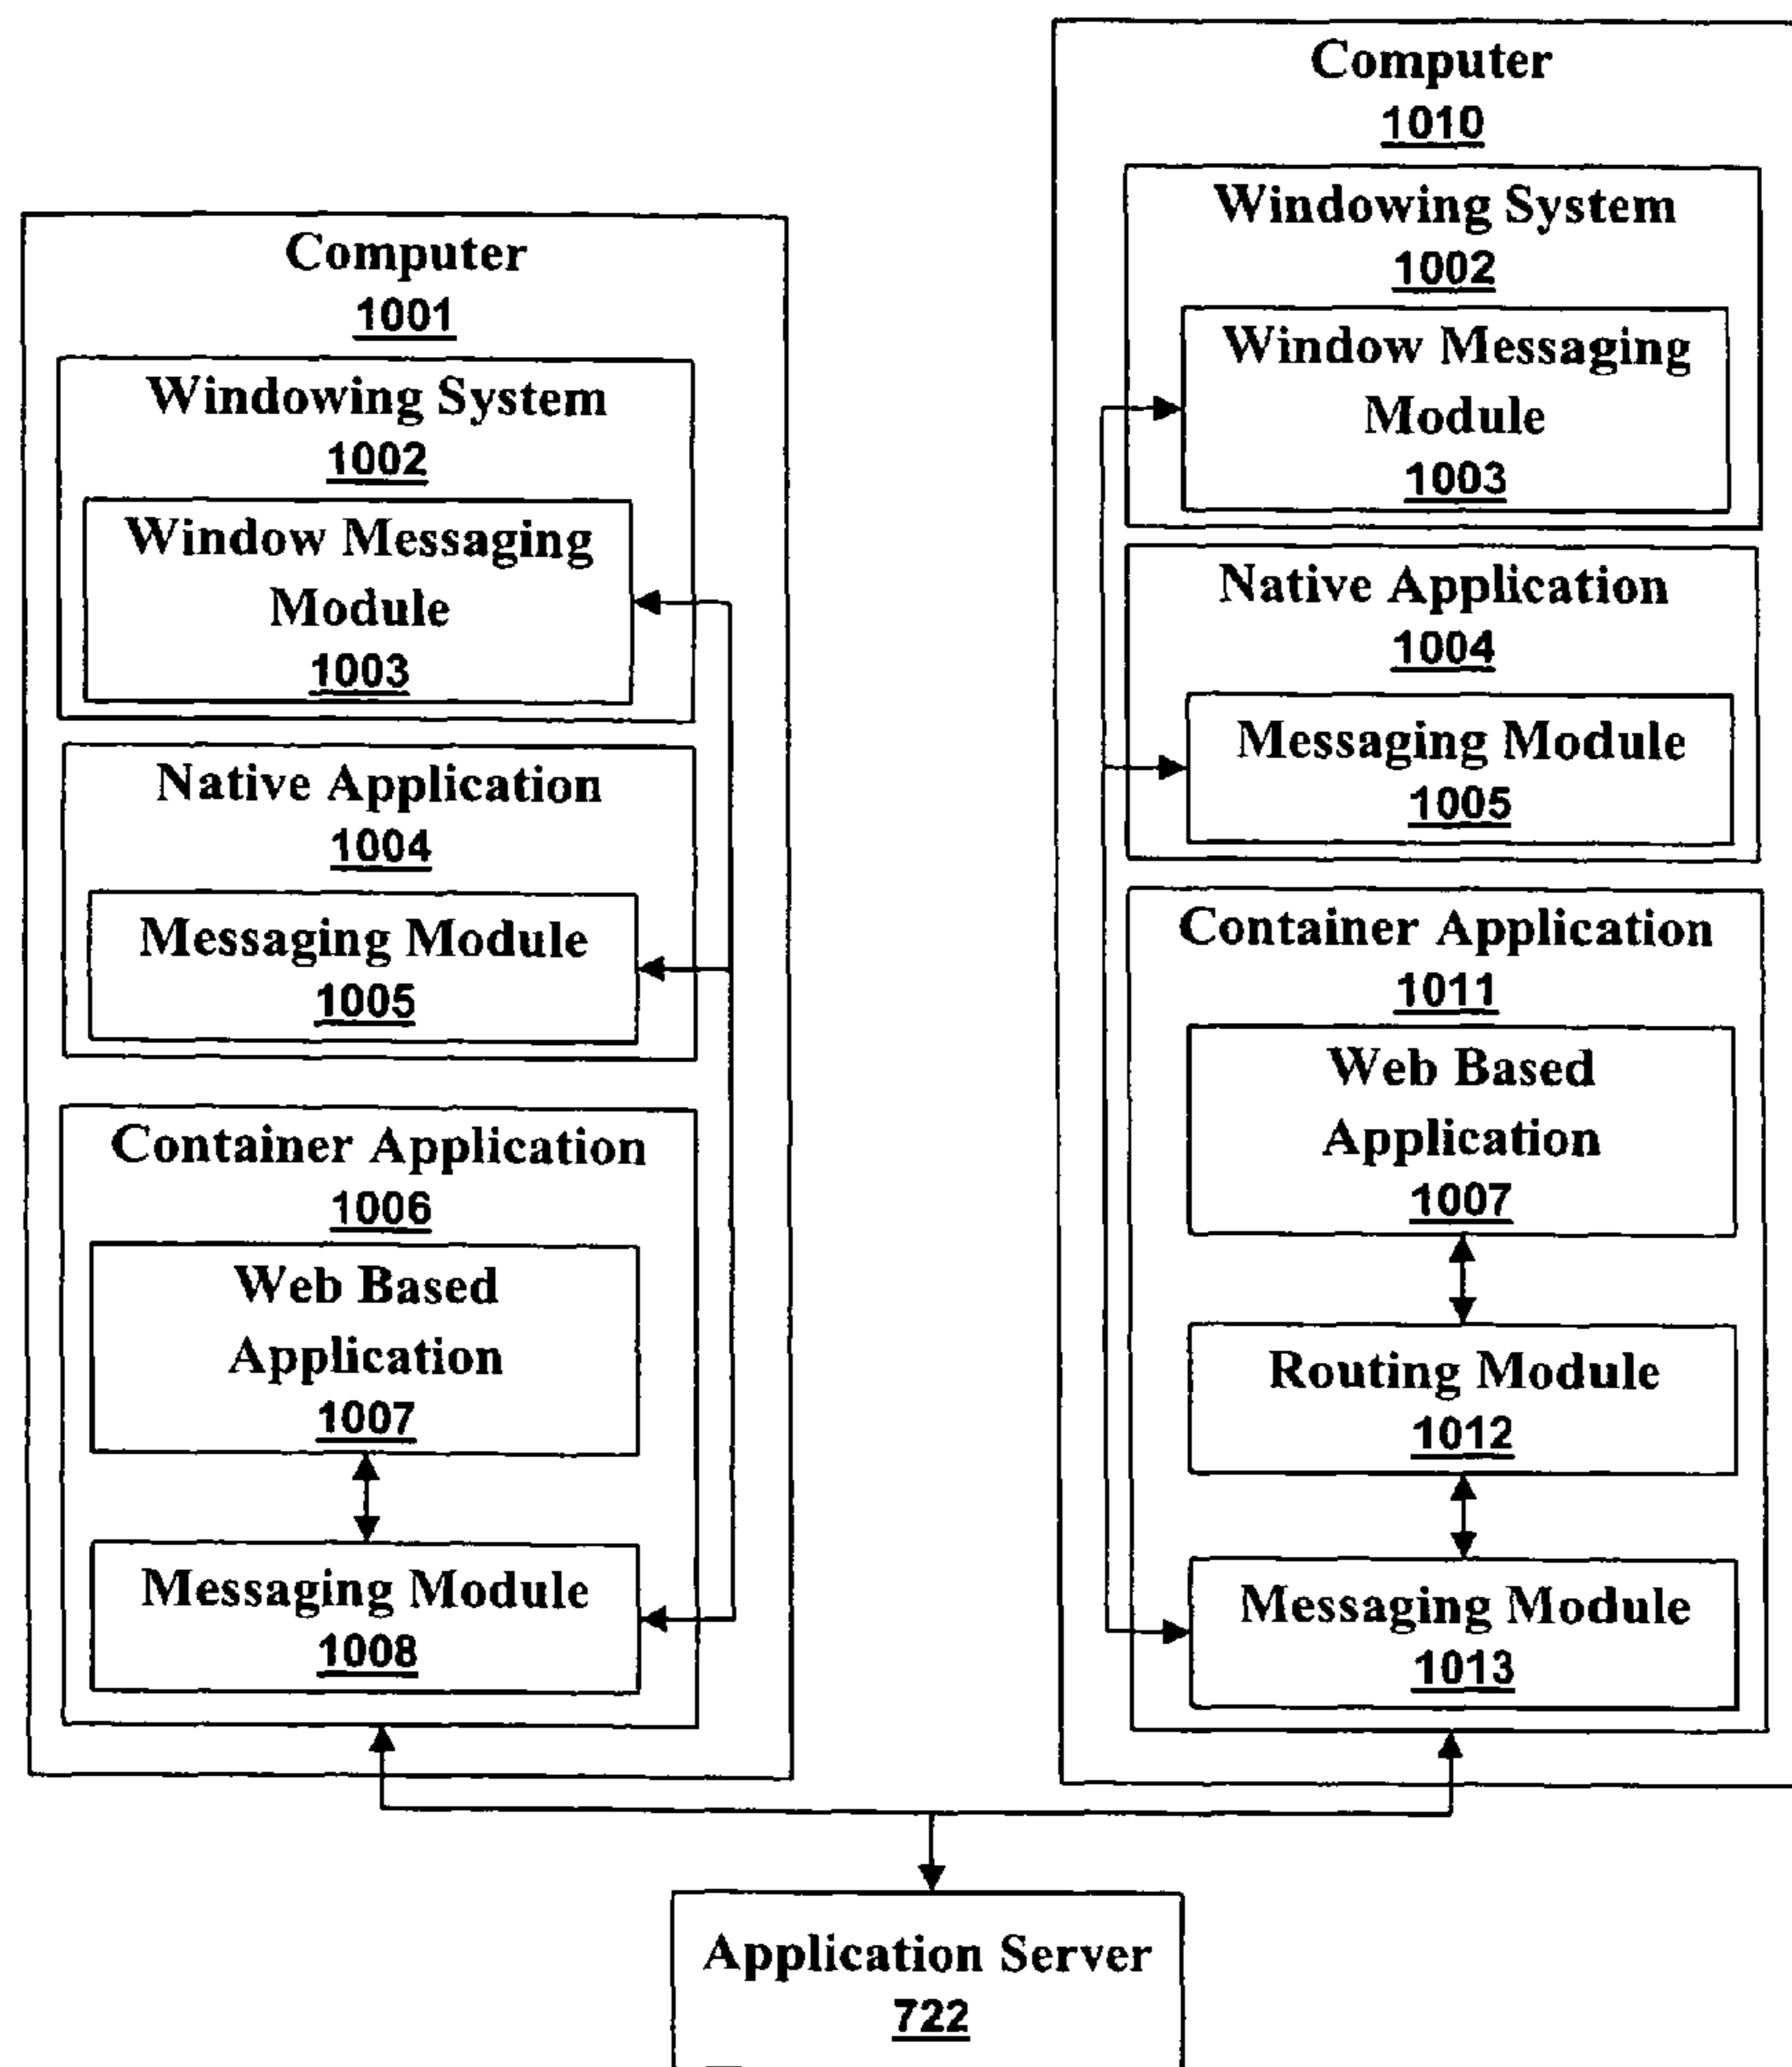 Computer
1001
Windowing System
1002
Window Messaging
Module
1003
Native Application
1004
Messaging Module
1005
Container Application
1006
Web Based
Application
1007
Messaging Module
1008
Computer
1010
Windowing System
1002
Window Messaging
Module
1003
Native Application
1004
Messaging Module
1005
Container Application
1011
Web Based
Application
1007
Routing Module
1012
Messaging Module
1013
Application Server
722